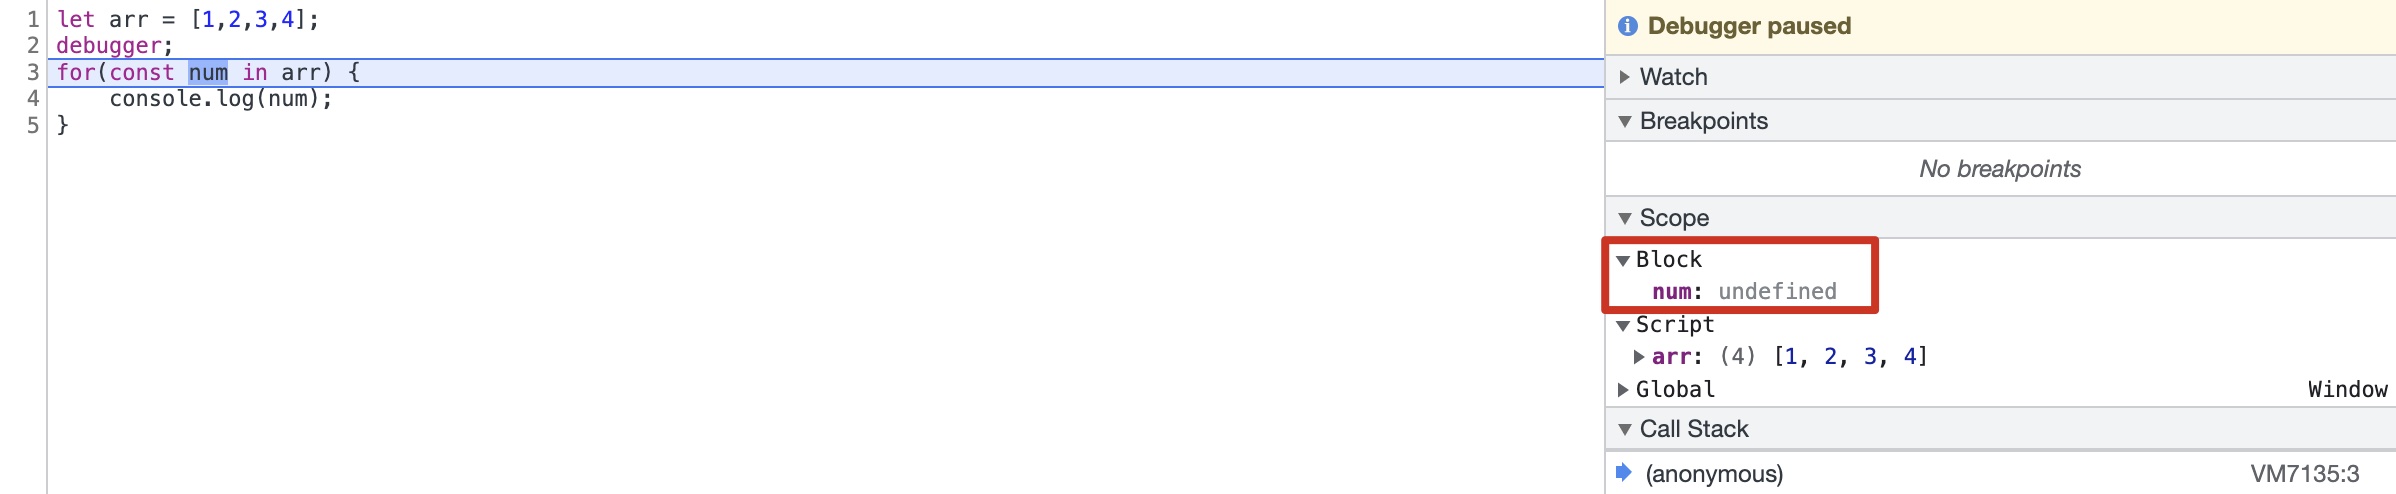 1 let arr = [1,2,3,4];
2 debugger;
3 for(const num in arr) {
4     console.log(num);
5 }
Debugger paused
Watch
Breakpoints
No breakpoints
Scope
Block
num: undefined
Script
arr: (4) [1, 2, 3, 4]
Global Window
Call Stack
(anonymous) VM7135:3